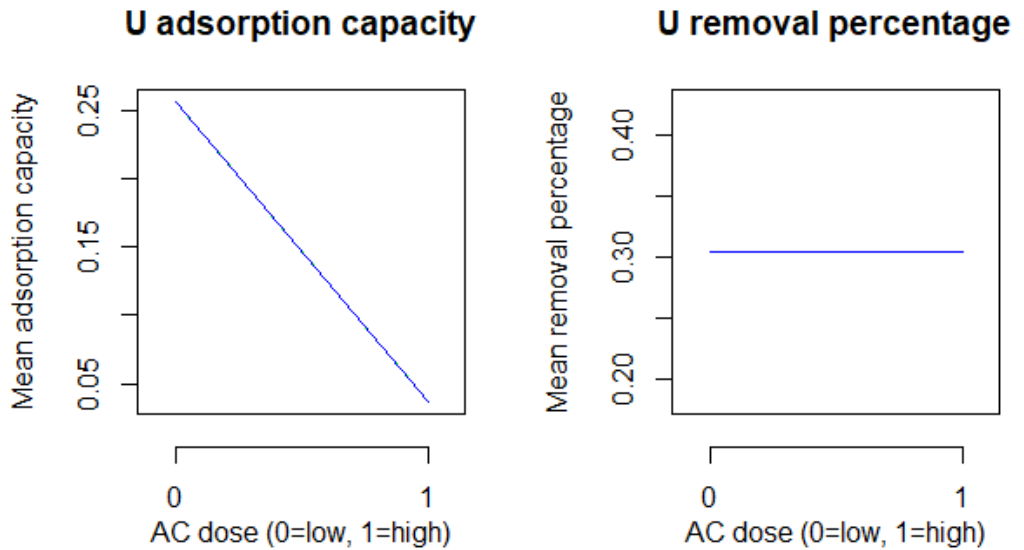 U adsorption capacity
Mean adsorption capacity
0.25
0.15
0.05
0 1
AC dose (0=low, 1=high)
U removal percentage
Mean removal percentage
0.40
0.30
0.20
0 1
AC dose (0=low, 1=high)